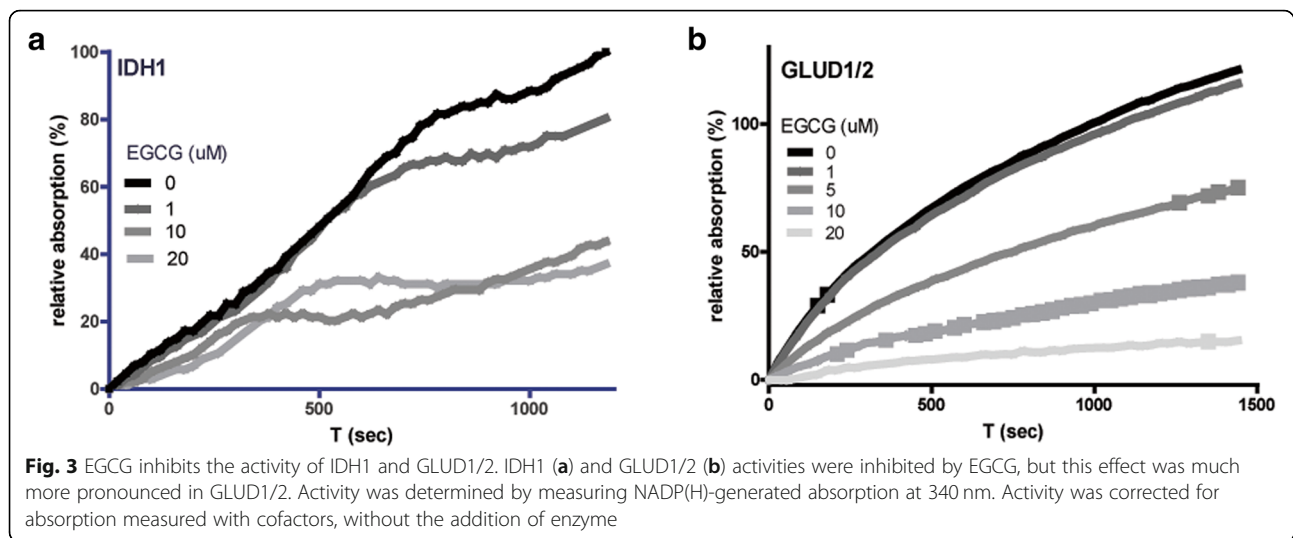 a
IDH1
100
80
60
40
20
0
relative absorption (%)
EGCG (uM)
0
1
10
20
0
500
1000
T (sec)
b
GLUD1/2
100
50
0
relative absorption (%)
EGCG (uM)
0
1
5
10
20
0
500
1000
1500
T (sec)
Fig. 3 EGCG inhibits the activity of IDH1 and GLUD1/2. IDH1 (a) and GLUD1/2 (b) activities were inhibited by EGCG, but this effect was much
more pronounced in GLUD1/2. Activity was determined by measuring NADP(H)-generated absorption at 340 nm. Activity was corrected for
absorption measured with cofactors, without the addition of enzyme